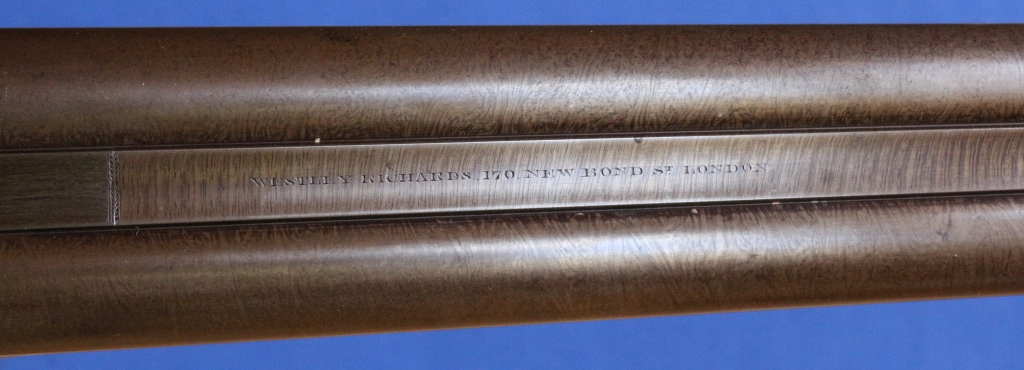 WESTLEY RICHARDS. 170, NEW BOND ST LONDON